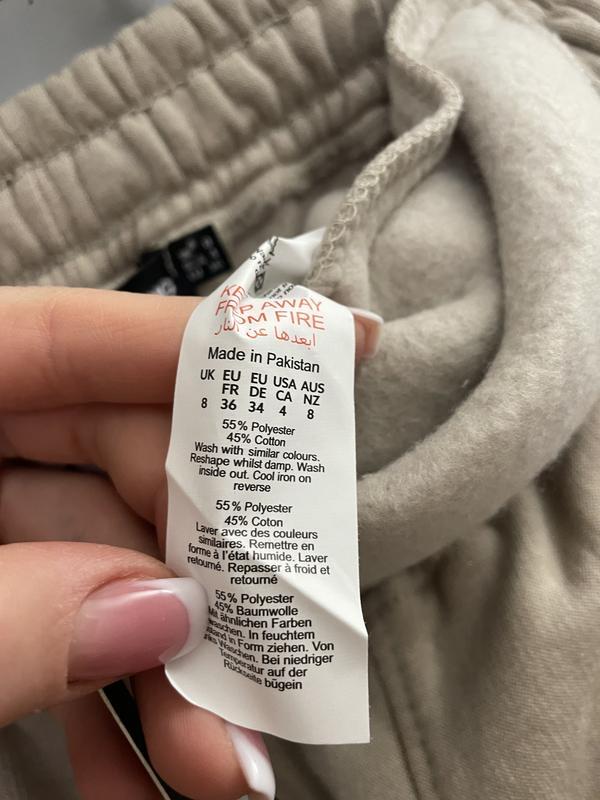 AWAY
FIRE
ابعدها عن النار
Made in Pakistan
UK EU EU USA AUS
FR DE CA NZ
8 36 34 4 8
55% Polyester
45% Cotton
Wash with similar colours.
Reshape whilst damp. Wash
inside out. Cool iron on
reverse
55% Polyester
45% Coton
Laver avec des couleurs
similaires. Remettre en
forme à l'état humide. Laver
retourné. Repasser à froid et
retourné
55% Polyester
45% Baumwolle
Mit ähnlichen Farben
waschen. In feuchtem
in Form ziehen. Von
Waschen. Bei niedriger
Temperatur auf der
Rückseite bügeln